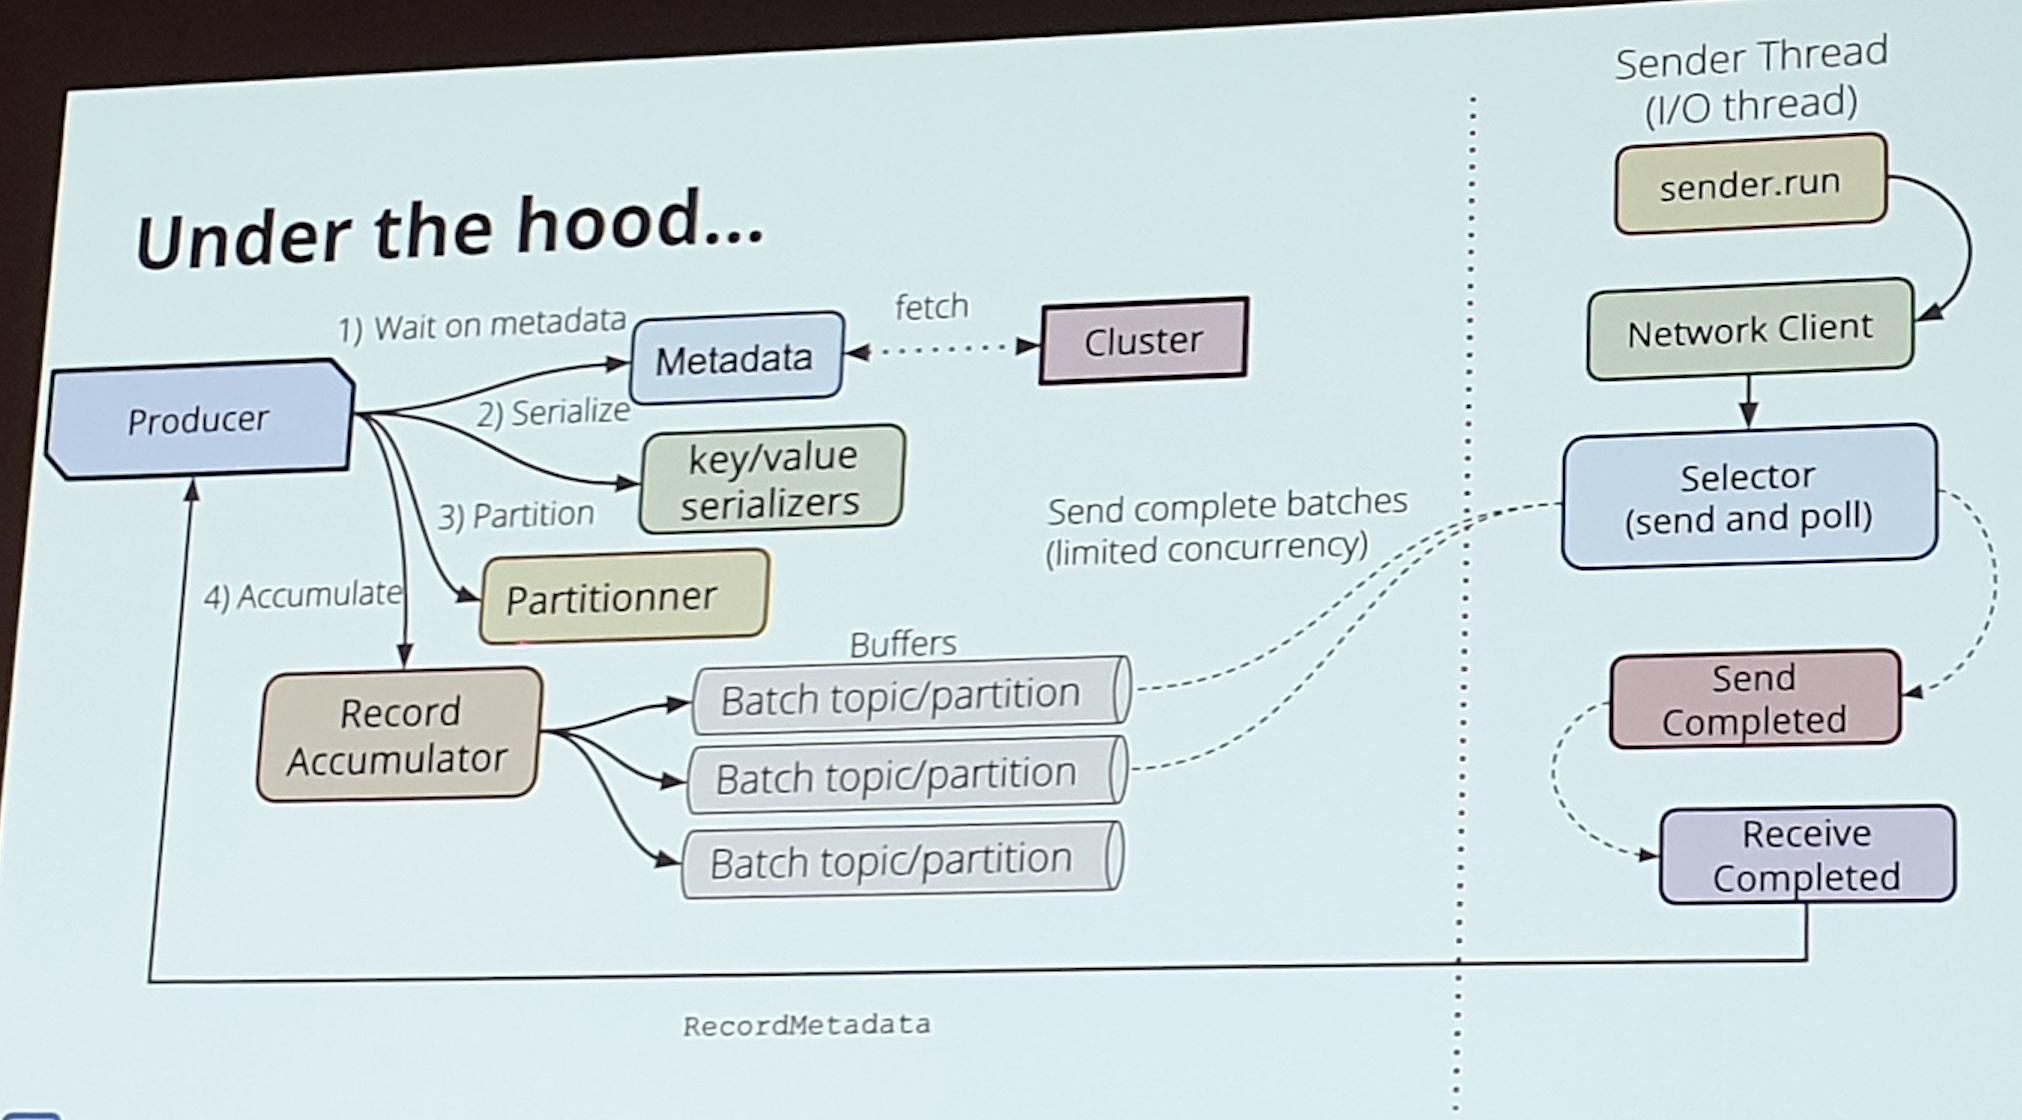 Sender Thread
(I/O thread)
sender.run
Under the hood...
1) Wait on metadata
Metadata
fetch
Cluster
Network Client
Producer
2) Serialize
key/value
serializers
Selector
(send and poll)
3) Partition
Send complete batches
(limited concurrency)
4) Accumulate
Partitionner
Buffers
Record
Accumulator
Batch topic/partition
Batch topic/partition
Batch topic/partition
Send
Completed
Receive
Completed
RecordMetadata